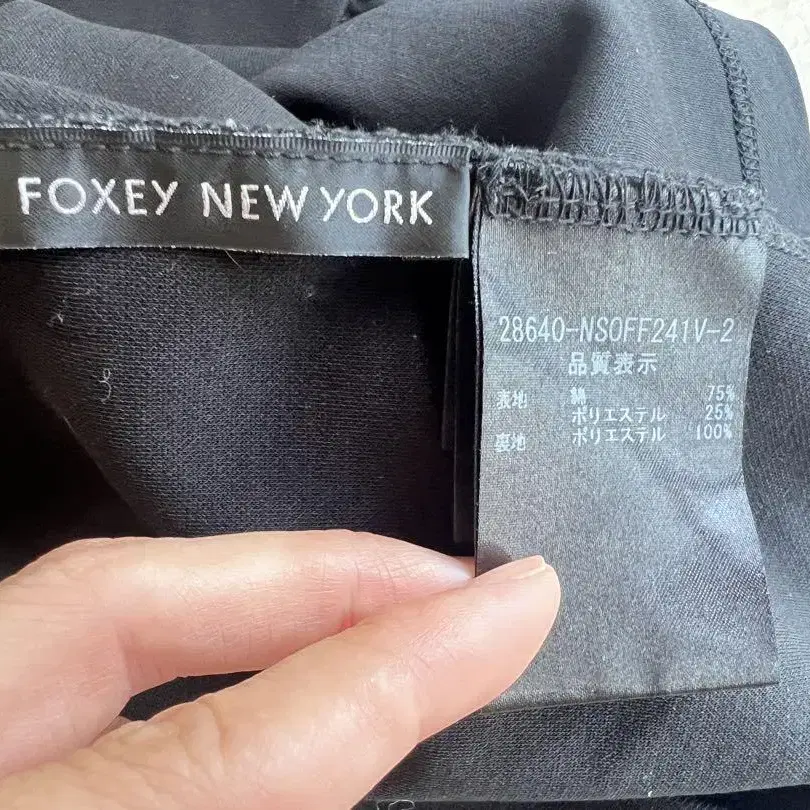 FOXEY NEW YORK
28640-NSOFF241V-2
品質表示
表地 綿 75%
ポリエステル 25%
裏地 ポリエステル 100%